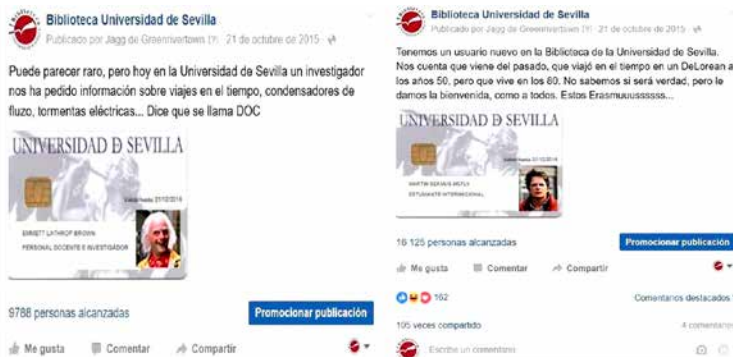 Biblioteca Universidad de Sevilla
Publicado por Jagg de Greenrivertown [?] · 21 de octubre de 2015 ·
Puede parecer raro, pero hoy en la Universidad de Sevilla un investigador
nos ha pedido información sobre viajes en el tiempo, condensadores de
fluzo, tormentas eléctricas... Dice que se llama DOC
UNIVERSIDAD D SEVILLA
21/10/2015
EMMETT LATHROP BROWN
PERSONAL DOCENTE E INVESTIGADOR
9788 personas alcanzadas
Promocionar publicación
Me gusta Comentar Compartir
Biblioteca Universidad de Sevilla
Publicado por Jagg de Greenrivertown [?] · 21 de octubre de 2015 ·
Tenemos un usuario nuevo en la Biblioteca de la Universidad de Sevilla.
Nos cuenta que viene del pasado, que viajó en el tiempo en un DeLorean a
los años 50, pero que vive en los 80. No sabemos si será verdad, pero le
damos la bienvenida, como a todos. Estos Erasmuuussssss...
UNIVERSIDAD D SEVILLA
MARTIN SEAMUS MCFLY
ESTUDIANTE INTERNACIONAL
16 125 personas alcanzadas
Promocionar publicación
Me gusta Comentar Compartir
162
Comentarios destacados
105 veces compartido
4 comentarios
Escribe un comentario